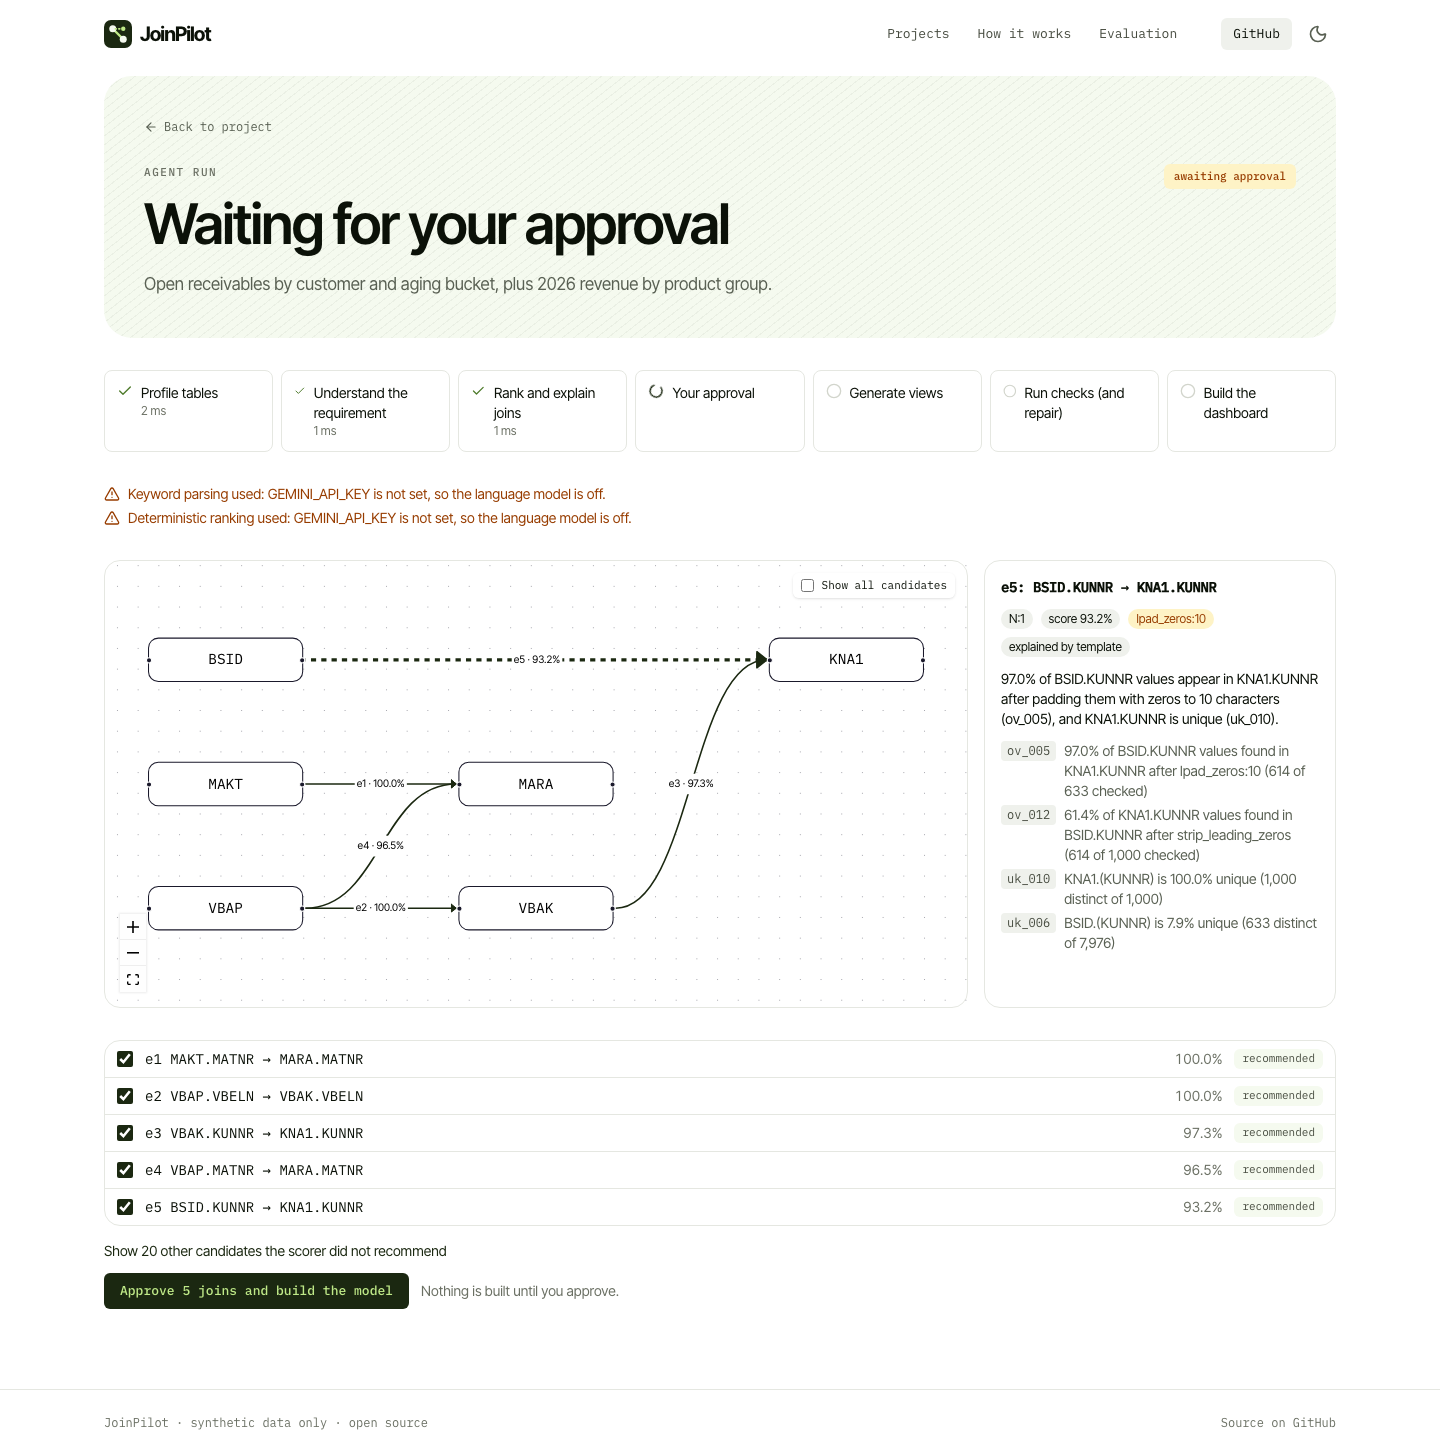 JoinPilot
Projects
How it works
Evaluation
GitHub
← Back to project
AGENT RUN
awaiting approval
Waiting for your approval
Open receivables by customer and aging bucket, plus 2026 revenue by product group.
Profile tables
2 ms
Understand the
requirement
1 ms
Rank and explain
joins
1 ms
Your approval
Generate views
Run checks (and
repair)
Build the
dashboard
Keyword parsing used: GEMINI_API_KEY is not set, so the language model is off.
Deterministic ranking used: GEMINI_API_KEY is not set, so the language model is off.
Show all candidates
BSID
e5 · 93.2%
KNA1
MAKT
e1 · 100.0%
MARA
e3 · 97.3%
e4 · 96.5%
VBAP
e2 · 100.0%
VBAK
e5: BSID.KUNNR → KNA1.KUNNR
N:1
score 93.2%
lpad_zeros:10
explained by template
97.0% of BSID.KUNNR values appear in KNA1.KUNNR
after padding them with zeros to 10 characters
(ov_005), and KNA1.KUNNR is unique (uk_010).
ov_005 97.0% of BSID.KUNNR values found in
KNA1.KUNNR after lpad_zeros:10 (614 of
633 checked)
ov_012 61.4% of KNA1.KUNNR values found in
BSID.KUNNR after strip_leading_zeros
(614 of 1,000 checked)
uk_010 KNA1.(KUNNR) is 100.0% unique (1,000
distinct of 1,000)
uk_006 BSID.(KUNNR) is 7.9% unique (633 distinct
of 7,976)
e1 MAKT.MATNR → MARA.MATNR 100.0% recommended
e2 VBAP.VBELN → VBAK.VBELN 100.0% recommended
e3 VBAK.KUNNR → KNA1.KUNNR 97.3% recommended
e4 VBAP.MATNR → MARA.MATNR 96.5% recommended
e5 BSID.KUNNR → KNA1.KUNNR 93.2% recommended
Show 20 other candidates the scorer did not recommend
Approve 5 joins and build the model
Nothing is built until you approve.
JoinPilot · synthetic data only · open source
Source on GitHub